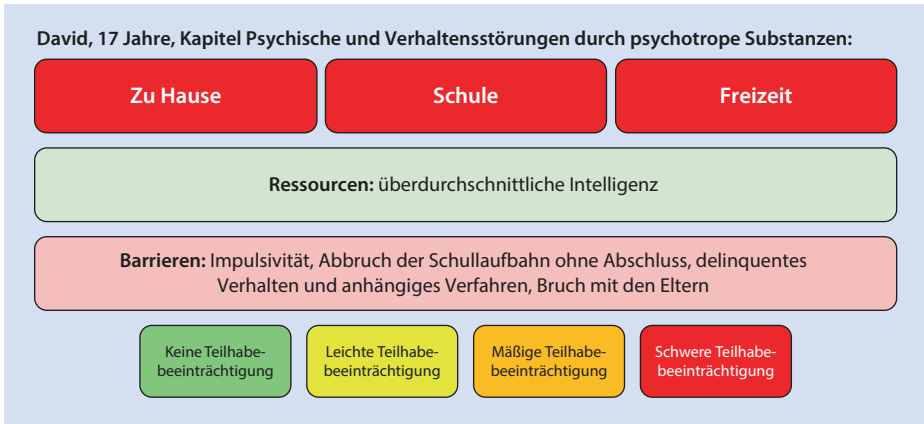 David, 17 Jahre, Kapitel Psychische und Verhaltensstörungen durch psychotrope Substanzen:
Zu Hause
Schule
Freizeit
Ressourcen: überdurchschnittliche Intelligenz
Barrieren: Impulsivität, Abbruch der Schullaufbahn ohne Abschluss, delinquentes
Verhalten und anhängiges Verfahren, Bruch mit den Eltern
Keine Teilhabe-
beeinträchtigung
Leichte Teilhabe-
beeinträchtigung
Mäßige Teilhabe-
beeinträchtigung
Schwere Teilhabe-
beeinträchtigung